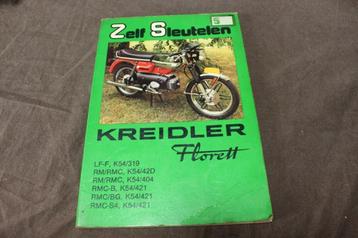 Zelf Sleutelen
S
KREIDLER
Florett
LF-F, K54/319
RM/RMC, K54/42D
RM/RMC, K54/404
RMC-B, K54/421
RMC/BG, K54/421
RMC-S4, K54/421